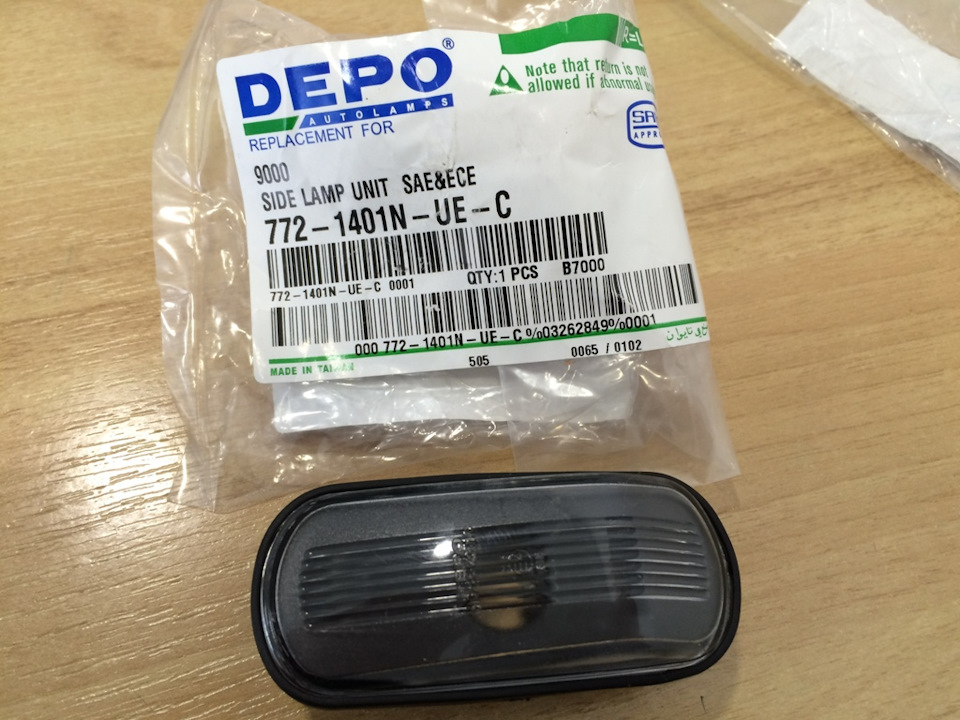 DEPO®
AUTOLAMPS
REPLACEMENT FOR
R=L
Note that return is not
allowed if abnormal
SAE
APPR
9000
SIDE LAMP UNIT SAE&ECE
772-1401N-UE-C
772-1401N-UE-C 0001
QTY:1 PCS B7000
000 772-1401N-UE-C %03262849%0001
MADE IN TAIWAN
505
0065 / 0102